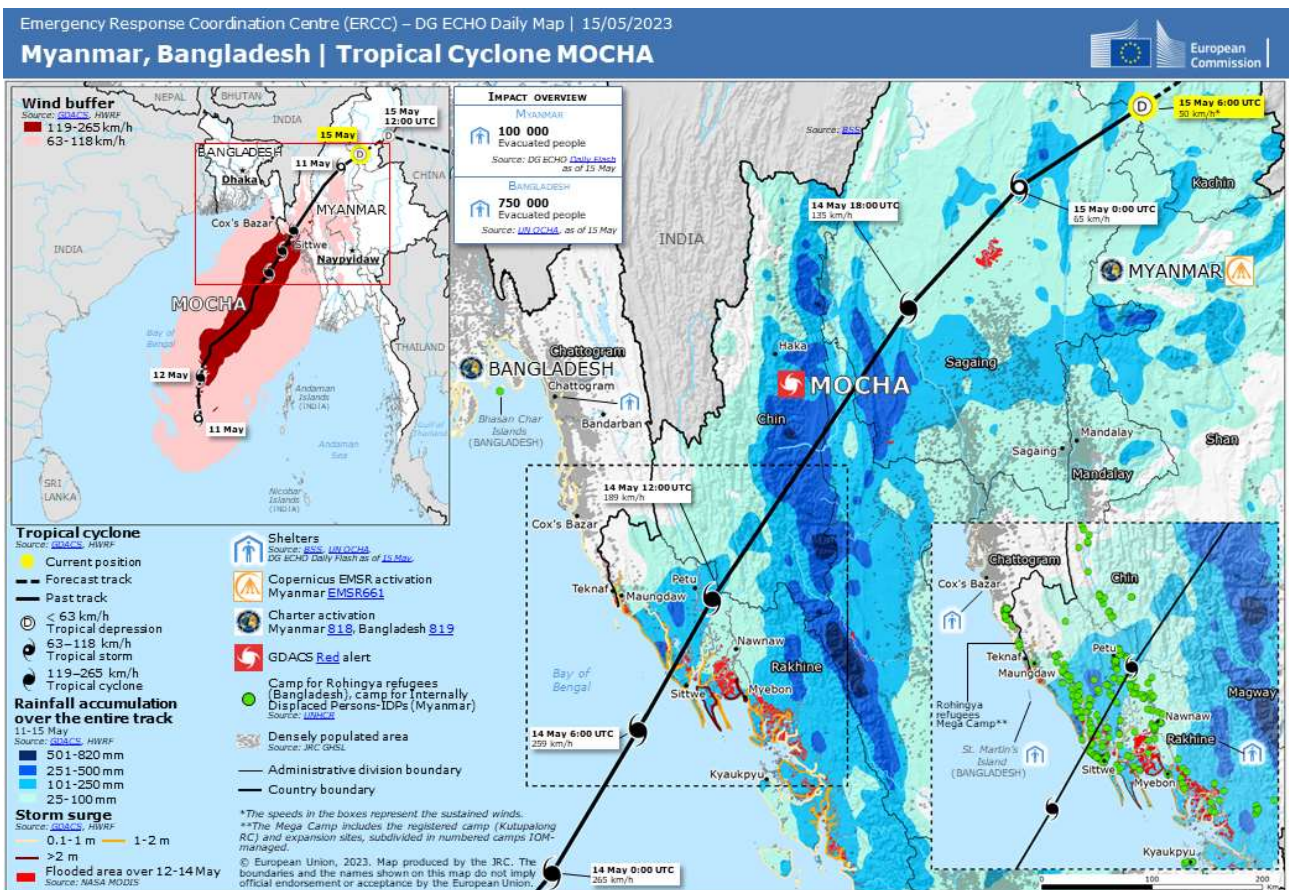 Emergency Response Coordination Centre (ERCC) – DG ECHO Daily Map | 15/05/2023
Myanmar, Bangladesh | Tropical Cyclone MOCHA
European
Commission
Wind buffer
Source: GDACS, HWRF
119-265 km/h
63-118 km/h
NEPAL
BHUTAN
INDIA
15 May
15 May
12:00 UTC
D
D
BANGLADESH
Dhaka
11 May
CHINA
MYANMAR
Cox's Bazar
Sittwe
Naypyidaw
INDIA
MOCHA
Bay of
Bengal
THAILAND
12 May
Andaman
Islands
(INDIA)
11 May
Andaman
Sea
Gulf of
Thailand
SRI
LANKA
Nicobar
Islands
(INDIA)
IMPACT OVERVIEW
MYANMAR
100 000
Evacuated people
Source: DG ECHO Daily Flash
as of 15 May
BANGLADESH
750 000
Evacuated people
Source: UN OCHA, as of 15 May
Source: BSS
D
15 May 6:00 UTC
50 km/h*
Kachin
14 May 18:00 UTC
135 km/h
15 May 0:00 UTC
65 km/h
INDIA
MYANMAR
Haka
Chattogram
BANGLADESH
Chattogram
MOCHA
Sagaing
Bhasan Char
Islands
(BANGLADESH)
Bandarban
Chin
Mandalay
Sagaing
Shan
Mandalay
14 May 12:00 UTC
189 km/h
Cox's Bazar
Petu
Teknaf
Maungdaw
Nawnaw
Rakhine
Bay of
Bengal
Sittwe
Myebon
14 May 6:00 UTC
259 km/h
Kyaukpyu
14 May 0:00 UTC
265 km/h
Chattogram
Cox's Bazar
Chin
Petu
Teknaf
Maungdaw
Magway
Rohingya
refugees
Mega Camp**
Nawnaw
Rakhine
St. Martin's
Island
(BANGLADESH)
Sittwe
Myebon
Kyaukpyu
0
100
200
Km
Tropical cyclone
Source: GDACS, HWRF
Current position
Forecast track
Past track
D
< 63 km/h
Tropical depression
63–118 km/h
Tropical storm
119–265 km/h
Tropical cyclone
Rainfall accumulation
over the entire track
11-15 May
Source: GDACS, HWRF
501-820 mm
251-500 mm
101-250 mm
25-100 mm
Storm surge
Source: GDACS, HWRF
0.1-1 m
1-2 m
>2 m
Flooded area over 12-14 May
Source: NASA MODIS
Shelters
Source: BSS, UN OCHA,
DG ECHO Daily Flash as of 15 May.
Copernicus EMSR activation
Myanmar EMSR661
Charter activation
Myanmar 818, Bangladesh 819
GDACS Red alert
Camp for Rohingya refugees
(Bangladesh), camp for Internally
Displaced Persons-IDPs (Myanmar)
Source: UNHCR
Densely populated area
Source: JRC GHSL
Administrative division boundary
Country boundary
*The speeds in the boxes represent the sustained winds.
**The Mega Camp includes the registered camp (Kutupalong
RC) and expansion sites, subdivided in numbered camps IOM-
managed.
© European Union, 2023. Map produced by the JRC. The
boundaries and the names shown on this map do not imply
official endorsement or acceptance by the European Union.